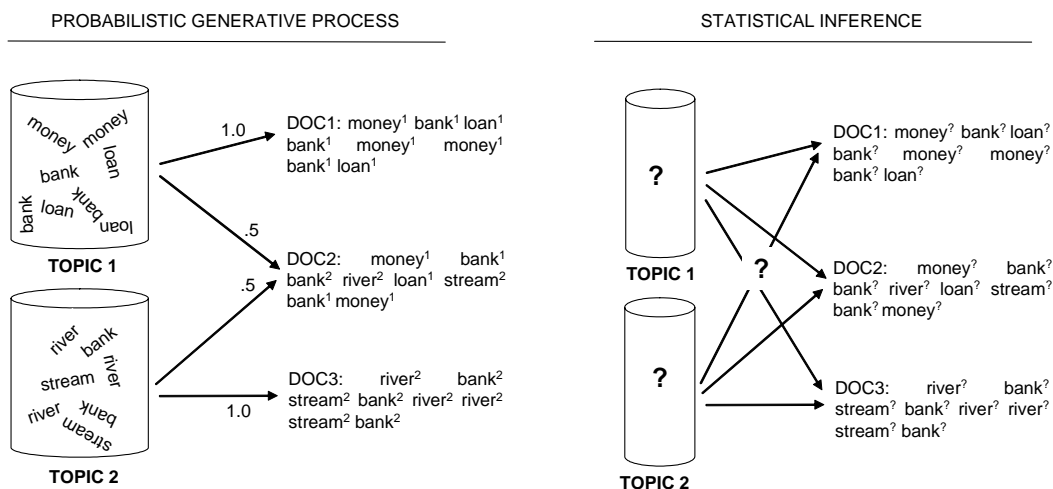 PROBABILISTIC GENERATIVE PROCESS
money
money
loan
bank
bank
loan
bank
loan
TOPIC 1
river
bank
river
stream
river
bank
stream
TOPIC 2
1.0
.5
.5
1.0
DOC1: money¹ bank¹ loan¹
bank¹ money¹ money¹
bank¹ loan¹
DOC2: money¹ bank¹
bank² river² loan¹ stream²
bank¹ money¹
DOC3: river² bank²
stream² bank² river² river²
stream² bank²
STATISTICAL INFERENCE
?
TOPIC 1
?
TOPIC 2
?
DOC1: money? bank? loan?
bank? money? money?
bank? loan?
DOC2: money? bank?
bank? river? loan? stream?
bank? money?
DOC3: river? bank?
stream? bank? river? river?
stream? bank?